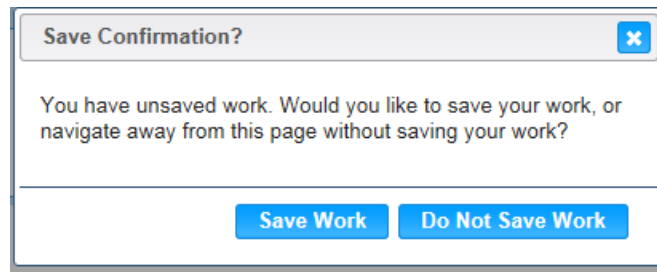 Save Confirmation?
You have unsaved work. Would you like to save your work, or
navigate away from this page without saving your work?
Save Work
Do Not Save Work